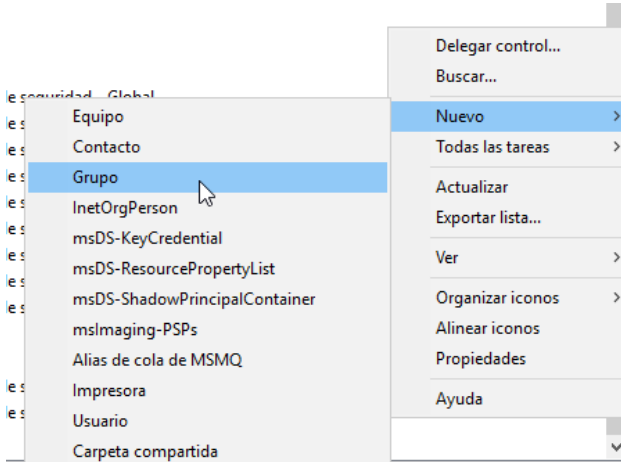 Delegar control...
Buscar...
Nuevo
Todas las tareas
Actualizar
Exportar lista...
Ver
Organizar iconos
Alinear iconos
Propiedades
Ayuda
Equipo
Contacto
Grupo
InetOrgPerson
msDS-KeyCredential
msDS-ResourcePropertyList
msDS-ShadowPrincipalContainer
msImaging-PSPs
Alias de cola de MSMQ
Impresora
Usuario
Carpeta compartida